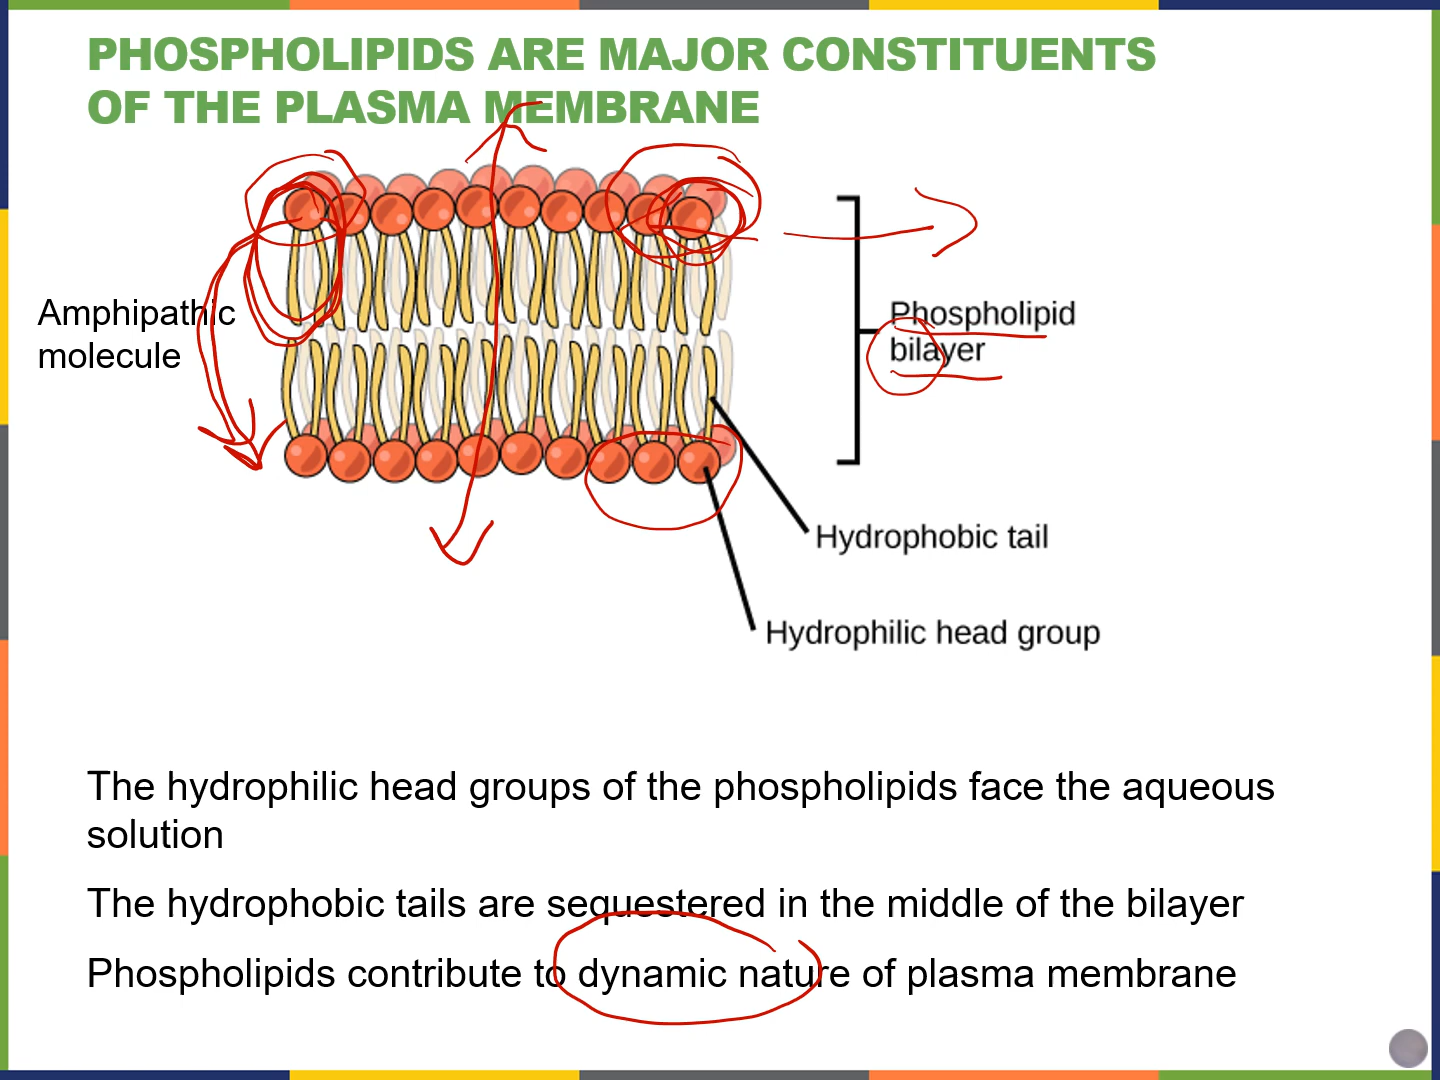 PHOSPHOLIPIDS ARE MAJOR CONSTITUENTS
OF THE PLASMA MEMBRANE
Amphipathic
molecule
Phospholipid
bilayer
Hydrophobic tail
Hydrophilic head group
The hydrophilic head groups of the phospholipids face the aqueous
solution
The hydrophobic tails are sequestered in the middle of the bilayer
Phospholipids contribute to dynamic nature of plasma membrane